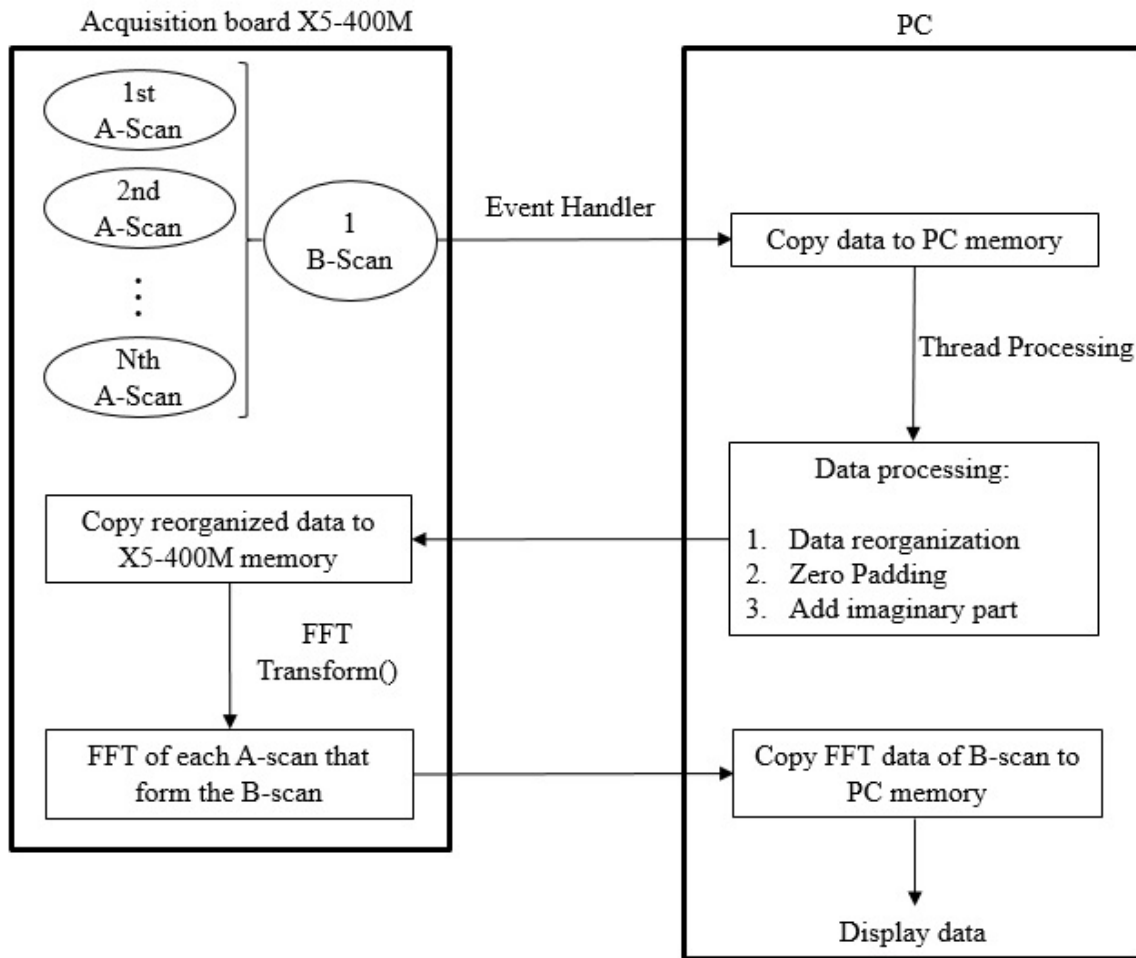 Acquisition board X5-400M
PC
1st
A-Scan
2nd
A-Scan
⋮
Nth
A-Scan
1
B-Scan
Event Handler
Copy data to PC memory
Thread Processing
Data processing:
1. Data reorganization
2. Zero Padding
3. Add imaginary part
Copy reorganized data to
X5-400M memory
FFT
Transform()
FFT of each A-scan that
form the B-scan
Copy FFT data of B-scan to
PC memory
Display data